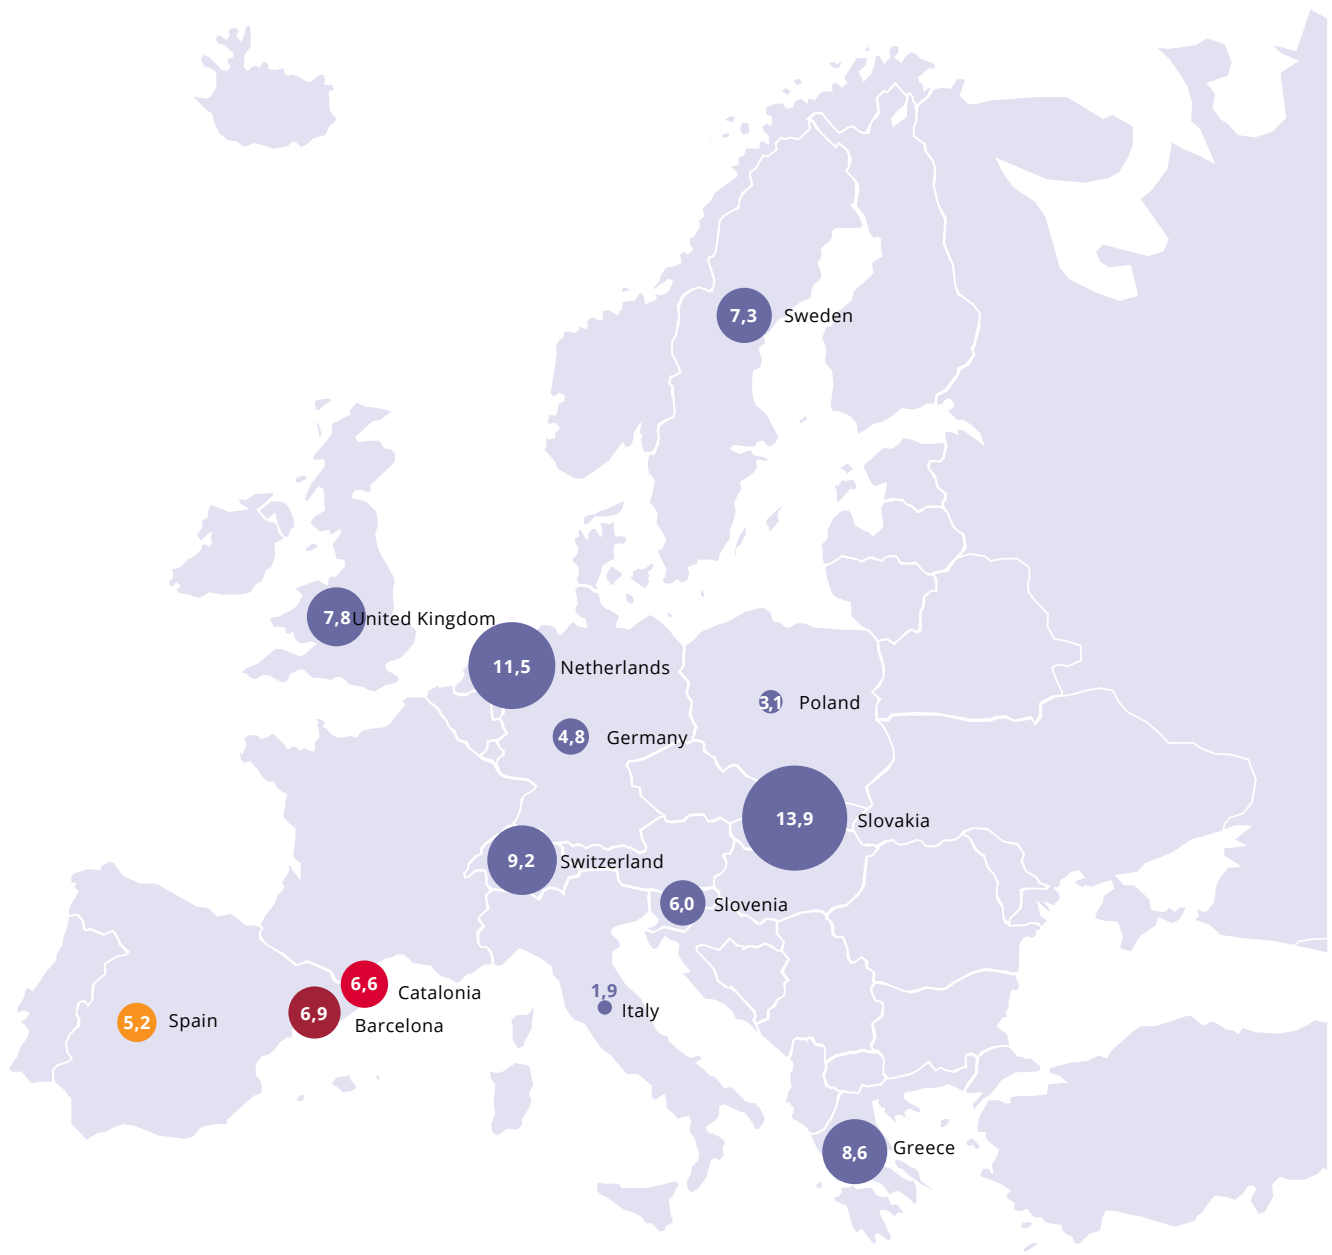 7,3 Sweden
7,8 United Kingdom
11,5 Netherlands
3,1 Poland
4,8 Germany
13,9 Slovakia
9,2 Switzerland
6,0 Slovenia
6,6 Catalonia
1,9
Italy
6,9 Barcelona
5,2 Spain
8,6 Greece